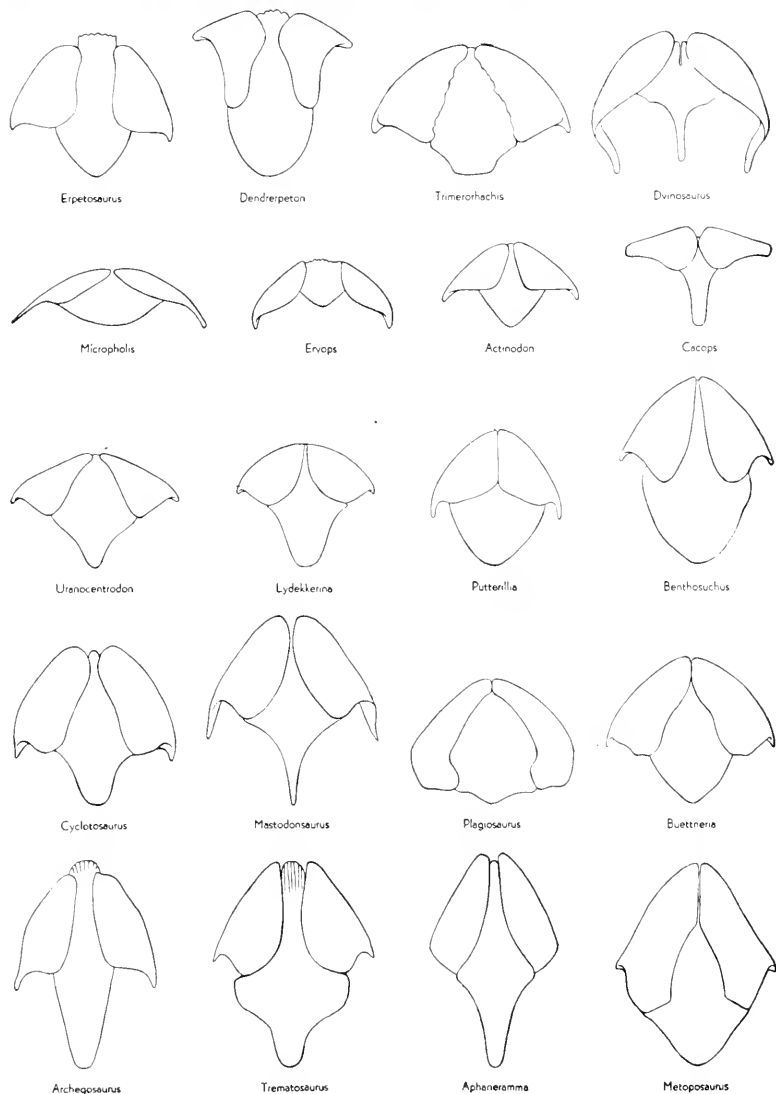 Erpetosaurus Dendrerpeton Trimerorhachis Dvinosaurus
Micropholis Eryops Actinodon Cacops
Uranocentrodon Lydekkerina Putterillia Benthosuchus
Cyclotosaurus Mastodonsaurus Plagiosaurus Buettneria
Archegosaurus Trematosaurus Aphaneramma Metoposaurus